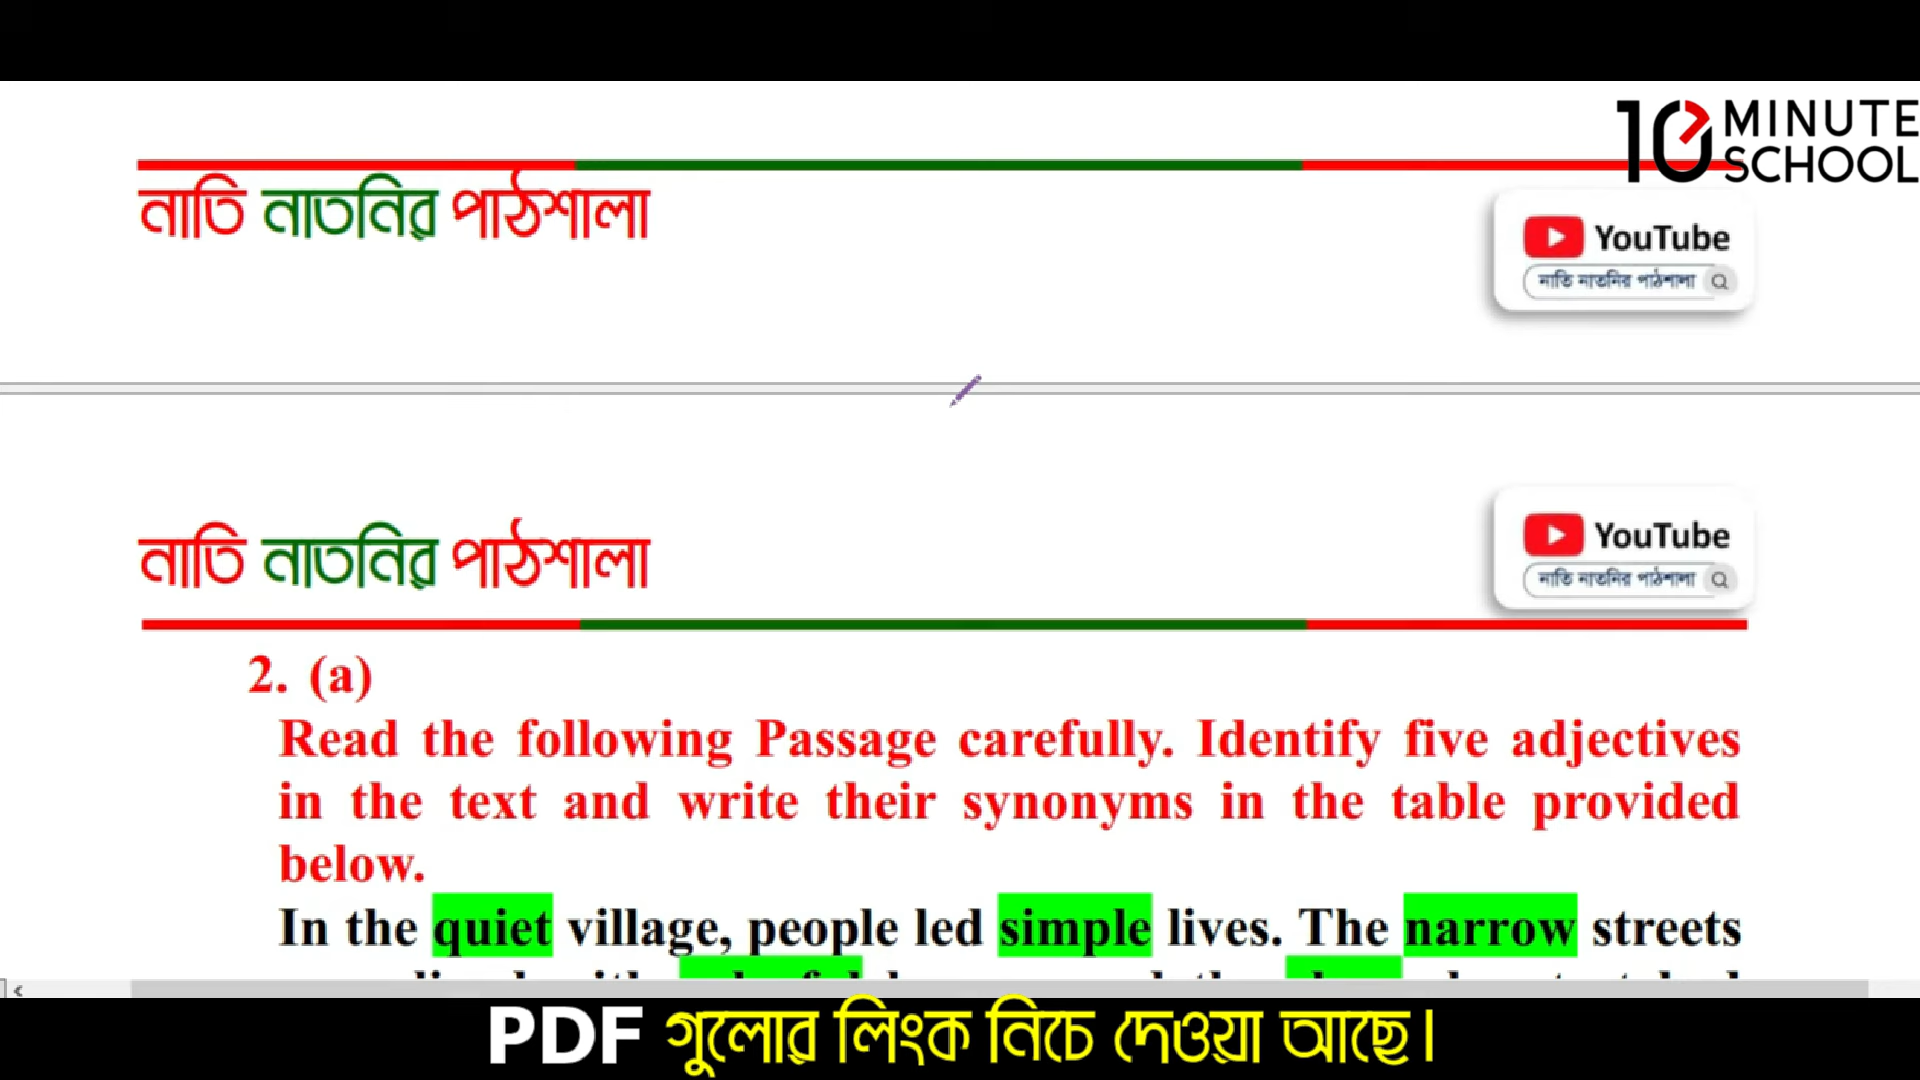 10 MINUTE SCHOOL
নাতি নাতনির পাঠশালা
YouTube
নাতি নাতনির পাঠশালা
নাতি নাতনির পাঠশালা
YouTube
নাতি নাতনির পাঠশালা
2. (a)
Read the following Passage carefully. Identify five adjectives
in the text and write their synonyms in the table provided
below.
In the quiet village, people led simple lives. The narrow streets
PDF গুলোর লিংক নিচে দেওয়া আছে।